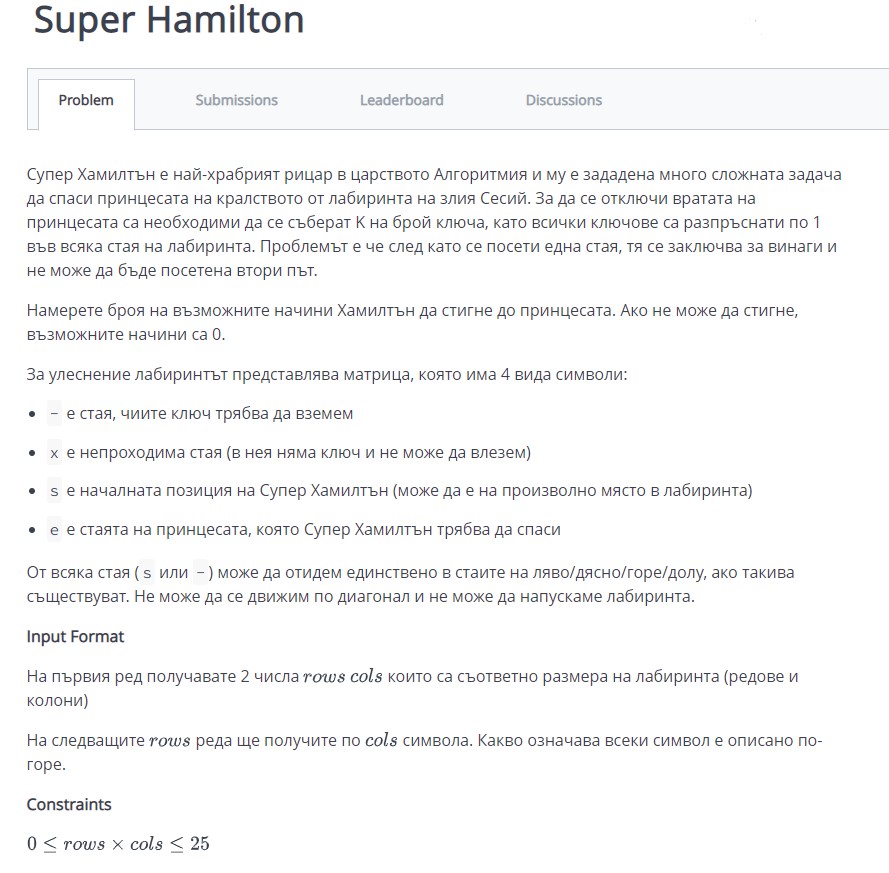 Super Hamilton
Problem Submissions Leaderboard Discussions
Супер Хамилтън е най-храбрият рицар в царството Алгоритмия и му е зададена много сложната задача
да спаси принцесата на кралството от лабиринта на злия Сесий. За да се отключи вратата на
принцесата са необходими да се съберат K на брой ключа, като всички ключове са разпръснати по 1
във всяка стая на лабиринта. Проблемът е че след като се посети една стая, тя се заключва за винаги и
не може да бъде посетена втори път.
Намерете броя на възможните начини Хамилтън да стигне до принцесата. Ако не може да стигне,
възможните начини са 0.
За улеснение лабиринтът представлява матрица, която има 4 вида символи:
• - е стая, чиите ключ трябва да вземем
• x е непроходима стая (в нея няма ключ и не може да влезем)
• s е началната позиция на Супер Хамилтън (може да е на произволно място в лабиринта)
• e е стаята на принцесата, която Супер Хамилтън трябва да спаси
От всяка стая ( s или - ) може да отидем единствено в стаите на ляво/дясно/горе/долу, ако такива
съществуват. Не може да се движим по диагонал и не може да напускаме лабиринта.
Input Format
На първия ред получавате 2 числа rows cols които са съответно размера на лабиринта (редове и
колони)
На следващите rows реда ще получите по cols символа. Какво означава всеки символ е описано по-
горе.
Constraints
0 ≤ rows × cols ≤ 25